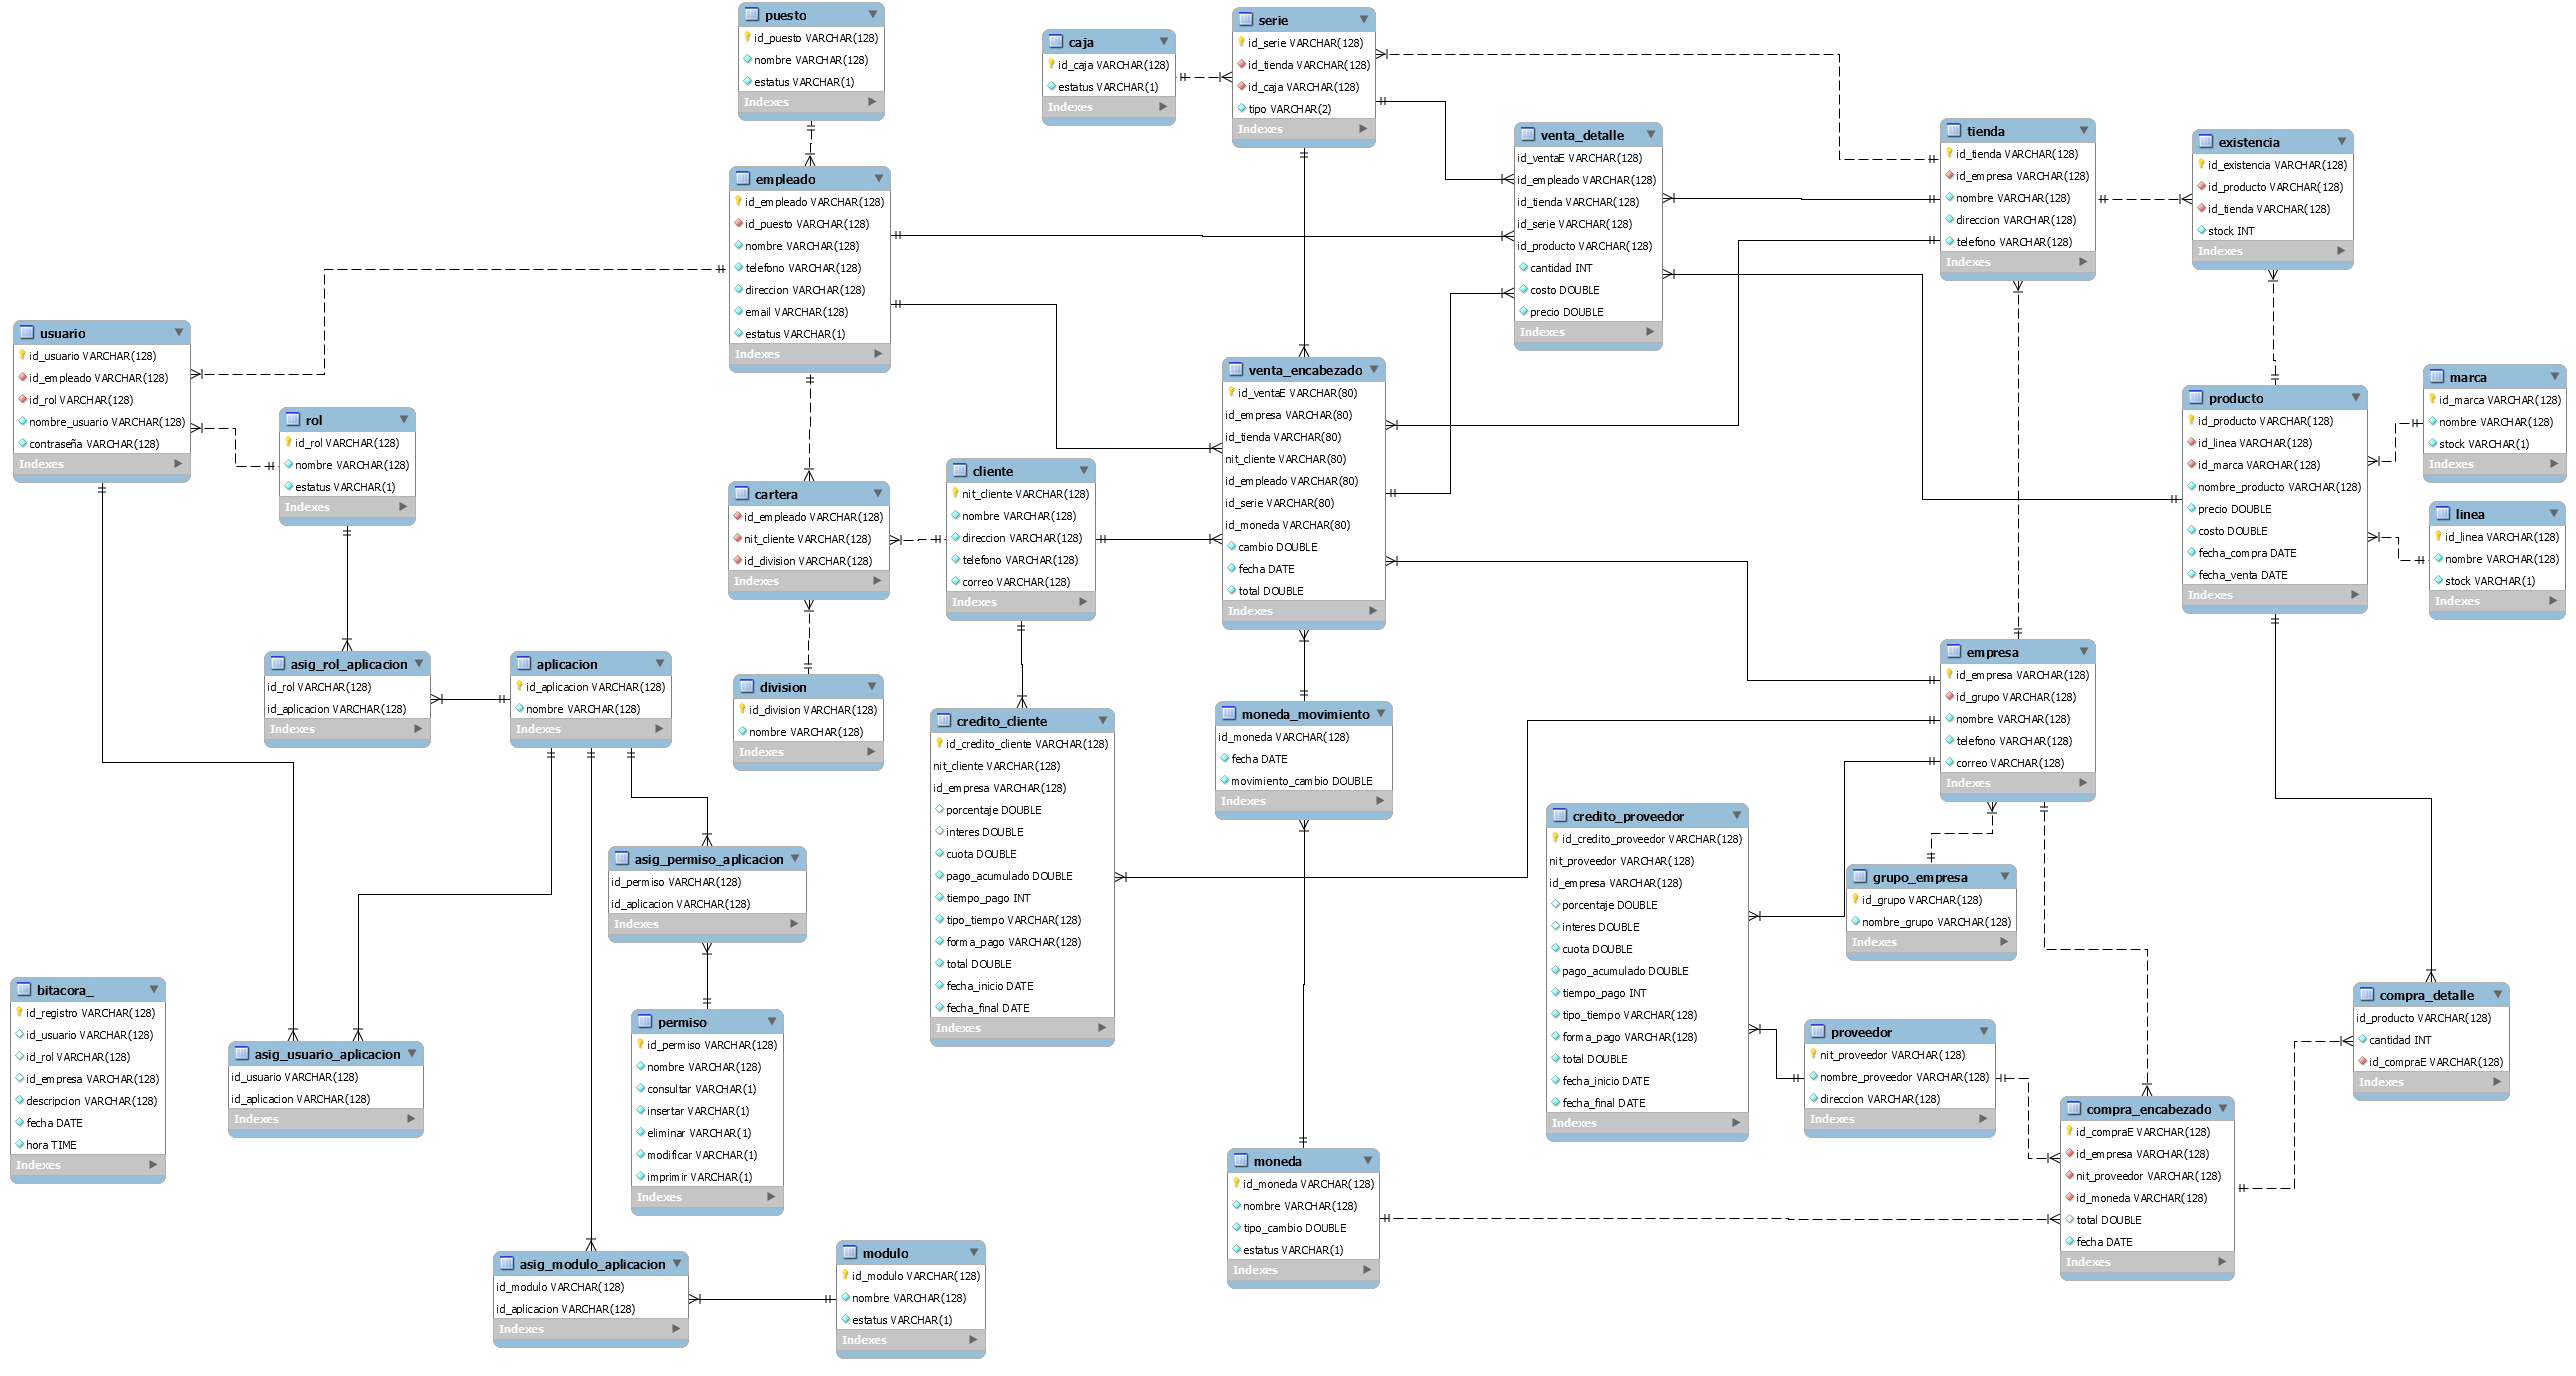 puesto
id_puesto VARCHAR(128)
nombre VARCHAR(128)
estatus VARCHAR(1)
Indexes
caja
id_caja VARCHAR(128)
estatus VARCHAR(1)
Indexes
serie
id_serie VARCHAR(128)
id_tienda VARCHAR(128)
id_caja VARCHAR(128)
tipo VARCHAR(2)
Indexes
venta_detalle
id_ventaE VARCHAR(128)
id_empleado VARCHAR(128)
id_tienda VARCHAR(128)
id_serie VARCHAR(128)
id_producto VARCHAR(128)
cantidad INT
costo DOUBLE
precio DOUBLE
Indexes
tienda
id_tienda VARCHAR(128)
id_empresa VARCHAR(128)
nombre VARCHAR(128)
direccion VARCHAR(128)
telefono VARCHAR(128)
Indexes
existencia
id_existencia VARCHAR(128)
id_producto VARCHAR(128)
id_tienda VARCHAR(128)
stock INT
Indexes
empleado
id_empleado VARCHAR(128)
id_puesto VARCHAR(128)
nombre VARCHAR(128)
telefono VARCHAR(128)
direccion VARCHAR(128)
email VARCHAR(128)
estatus VARCHAR(1)
Indexes
usuario
id_usuario VARCHAR(128)
id_empleado VARCHAR(128)
id_rol VARCHAR(128)
nombre_usuario VARCHAR(128)
contraseña VARCHAR(128)
Indexes
rol
id_rol VARCHAR(128)
nombre VARCHAR(128)
estatus VARCHAR(1)
Indexes
cartera
id_empleado VARCHAR(128)
nit_cliente VARCHAR(128)
id_division VARCHAR(128)
Indexes
cliente
nit_cliente VARCHAR(128)
nombre VARCHAR(128)
direccion VARCHAR(128)
telefono VARCHAR(128)
correo VARCHAR(128)
Indexes
venta_encabezado
id_ventaE VARCHAR(80)
id_empresa VARCHAR(80)
id_tienda VARCHAR(80)
nit_cliente VARCHAR(80)
id_empleado VARCHAR(80)
id_serie VARCHAR(80)
id_moneda VARCHAR(80)
cambio DOUBLE
fecha DATE
total DOUBLE
Indexes
producto
id_producto VARCHAR(128)
id_linea VARCHAR(128)
id_marca VARCHAR(128)
nombre_producto VARCHAR(128)
precio DOUBLE
costo DOUBLE
fecha_compra DATE
fecha_venta DATE
Indexes
marca
id_marca VARCHAR(128)
nombre VARCHAR(128)
stock VARCHAR(1)
Indexes
linea
id_linea VARCHAR(128)
nombre VARCHAR(128)
stock VARCHAR(1)
Indexes
asig_rol_aplicacion
id_rol VARCHAR(128)
id_aplicacion VARCHAR(128)
Indexes
aplicacion
id_aplicacion VARCHAR(128)
nombre VARCHAR(128)
Indexes
division
id_division VARCHAR(128)
nombre VARCHAR(128)
Indexes
credito_cliente
id_credito_cliente VARCHAR(128)
nit_cliente VARCHAR(128)
id_empresa VARCHAR(128)
porcentaje DOUBLE
interes DOUBLE
cuota DOUBLE
pago_acumulado DOUBLE
tiempo_pago INT
tipo_tiempo VARCHAR(128)
forma_pago VARCHAR(128)
total DOUBLE
fecha_inicio DATE
fecha_final DATE
Indexes
moneda_movimiento
id_moneda VARCHAR(128)
fecha DATE
movimiento_cambio DOUBLE
Indexes
empresa
id_empresa VARCHAR(128)
id_grupo VARCHAR(128)
nombre VARCHAR(128)
telefono VARCHAR(128)
correo VARCHAR(128)
Indexes
credito_proveedor
id_credito_proveedor VARCHAR(128)
nit_proveedor VARCHAR(128)
id_empresa VARCHAR(128)
porcentaje DOUBLE
interes DOUBLE
cuota DOUBLE
pago_acumulado DOUBLE
tiempo_pago INT
tipo_tiempo VARCHAR(128)
forma_pago VARCHAR(128)
total DOUBLE
fecha_inicio DATE
fecha_final DATE
Indexes
grupo_empresa
id_grupo VARCHAR(128)
nombre_grupo VARCHAR(128)
Indexes
asig_permiso_aplicacion
id_permiso VARCHAR(128)
id_aplicacion VARCHAR(128)
Indexes
bitacora_
id_registro VARCHAR(128)
id_usuario VARCHAR(128)
id_rol VARCHAR(128)
id_empresa VARCHAR(128)
descripcion VARCHAR(128)
fecha DATE
hora TIME
Indexes
asig_usuario_aplicacion
id_usuario VARCHAR(128)
id_aplicacion VARCHAR(128)
Indexes
permiso
id_permiso VARCHAR(128)
nombre VARCHAR(128)
consultar VARCHAR(1)
insertar VARCHAR(1)
eliminar VARCHAR(1)
modificar VARCHAR(1)
imprimir VARCHAR(1)
Indexes
proveedor
nit_proveedor VARCHAR(128)
nombre_proveedor VARCHAR(128)
direccion VARCHAR(128)
Indexes
compra_detalle
id_producto VARCHAR(128)
cantidad INT
id_compraE VARCHAR(128)
Indexes
compra_encabezado
id_compraE VARCHAR(128)
id_empresa VARCHAR(128)
nit_proveedor VARCHAR(128)
id_moneda VARCHAR(128)
total DOUBLE
fecha DATE
Indexes
moneda
id_moneda VARCHAR(128)
nombre VARCHAR(128)
tipo_cambio DOUBLE
estatus VARCHAR(1)
Indexes
asig_modulo_aplicacion
id_modulo VARCHAR(128)
id_aplicacion VARCHAR(128)
Indexes
modulo
id_modulo VARCHAR(128)
nombre VARCHAR(128)
estatus VARCHAR(1)
Indexes